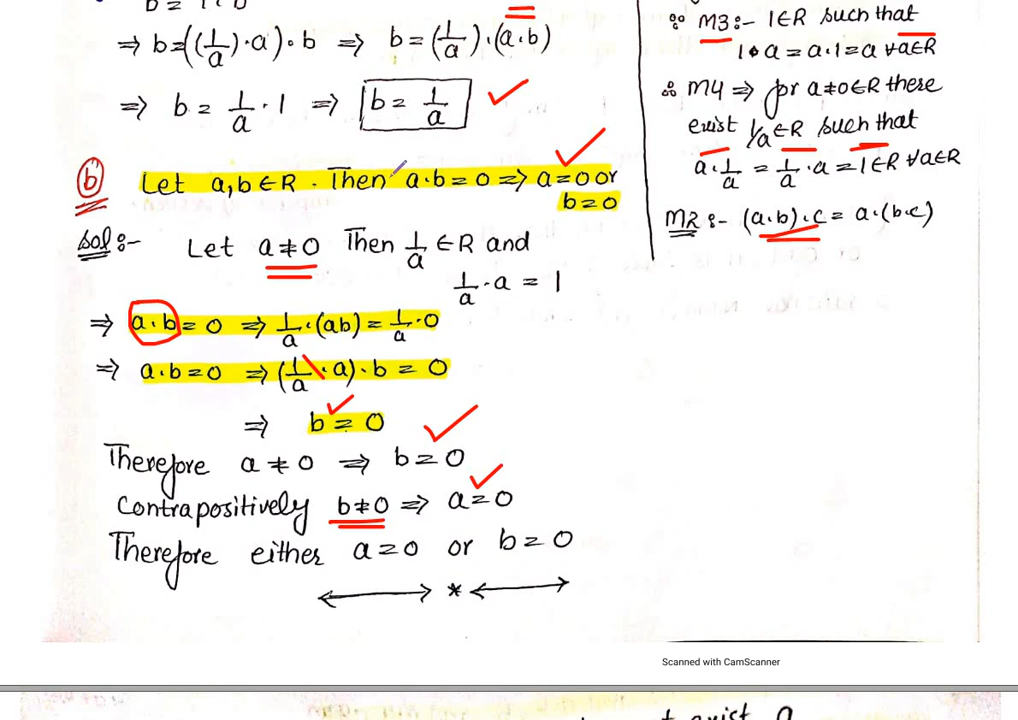 ⇒ b=((1/a)·a)·b ⇒ b=(1/a)·(a·b)
⇒ b = 1/a · 1 ⇒ b = 1/a
∵ M3:- 1∈R such that
1·a = a·1 = a ∀a∈R
∴ M4 ⇒ for a≠0∈R there
exist 1/a∈R such that
a·1/a = 1/a·a = 1∈R ∀a∈R
M2:- (a·b)·c = a·(b·c)
(b) Let a,b∈R. Then a·b=0 ⇒ a=0 or
b=0
Sol:- Let a≠0 Then 1/a ∈R and
1/a·a = 1
⇒ a·b = 0 ⇒ 1/a·(ab) = 1/a·0
⇒ a·b=0 ⇒ (1/a·a)·b = 0
⇒ b = 0
Therefore a≠0 ⇒ b=0
Contrapositively b≠0 ⇒ a=0
Therefore either a=0 or b=0
*
Scanned with CamScanner